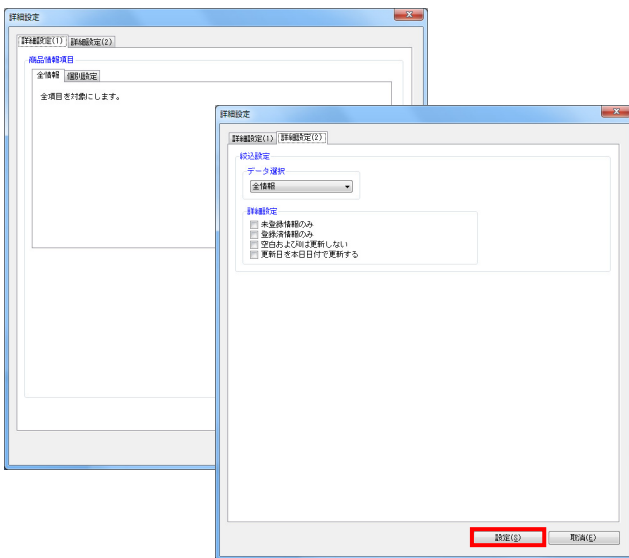 詳細設定
詳細設定(1) 詳細設定(2)
商品情報項目
全情報 個別設定
全項目を対象にします。
詳細設定
詳細設定(1) 詳細設定(2)
絞込設定
データ選択
全情報
詳細設定
未登録情報のみ
登録済情報のみ
空白および0は更新しない
更新日を本日日付で更新する
設定(S) 取消(E)